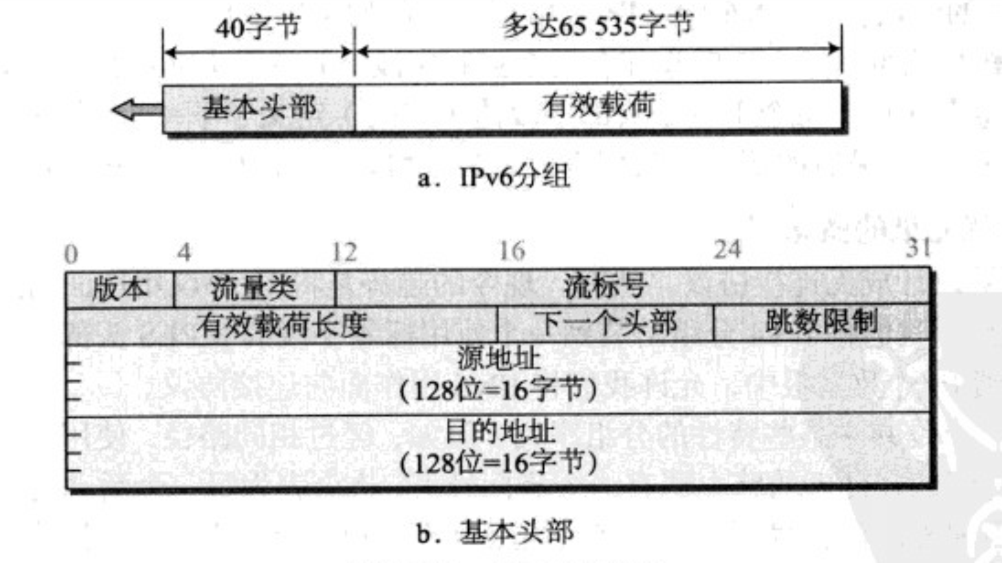 40字节 多达65 535字节
基本头部 有效载荷
a. IPv6分组
0 4 12 16 24 31
版本 流量类 流标号
有效载荷长度 下一个头部 跳数限制
源地址
(128位=16字节)
目的地址
(128位=16字节)
b. 基本头部